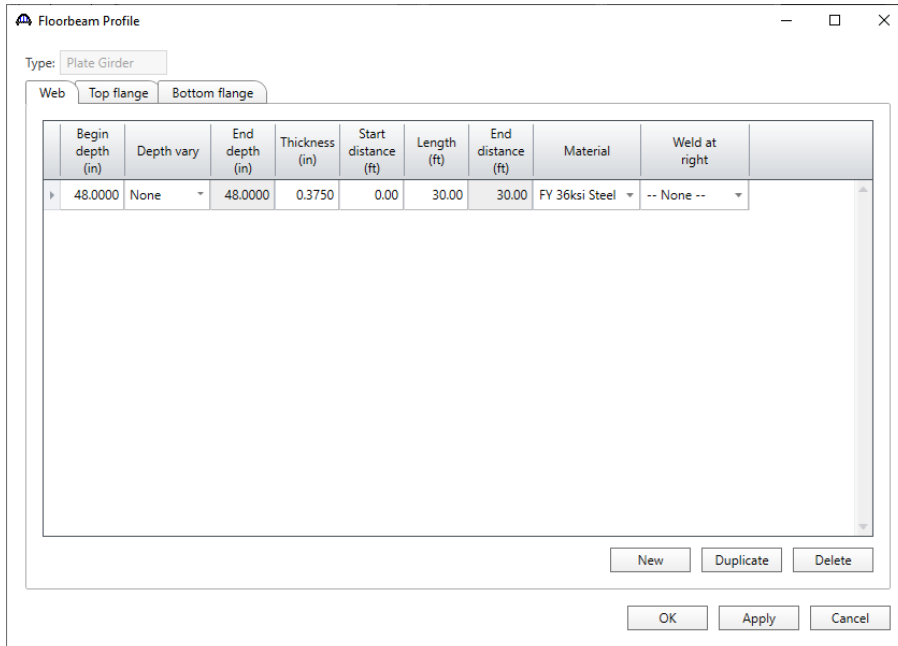 Floorbeam Profile
Type: Plate Girder
Web Top flange Bottom flange
Begin depth (in) Depth vary End depth (in) Thickness (in) Start distance (ft) Length (ft) End distance (ft) Material Weld at right
48.0000 None 48.0000 0.3750 0.00 30.00 30.00 FY 36ksi Steel -- None --
New Duplicate Delete
OK Apply Cancel